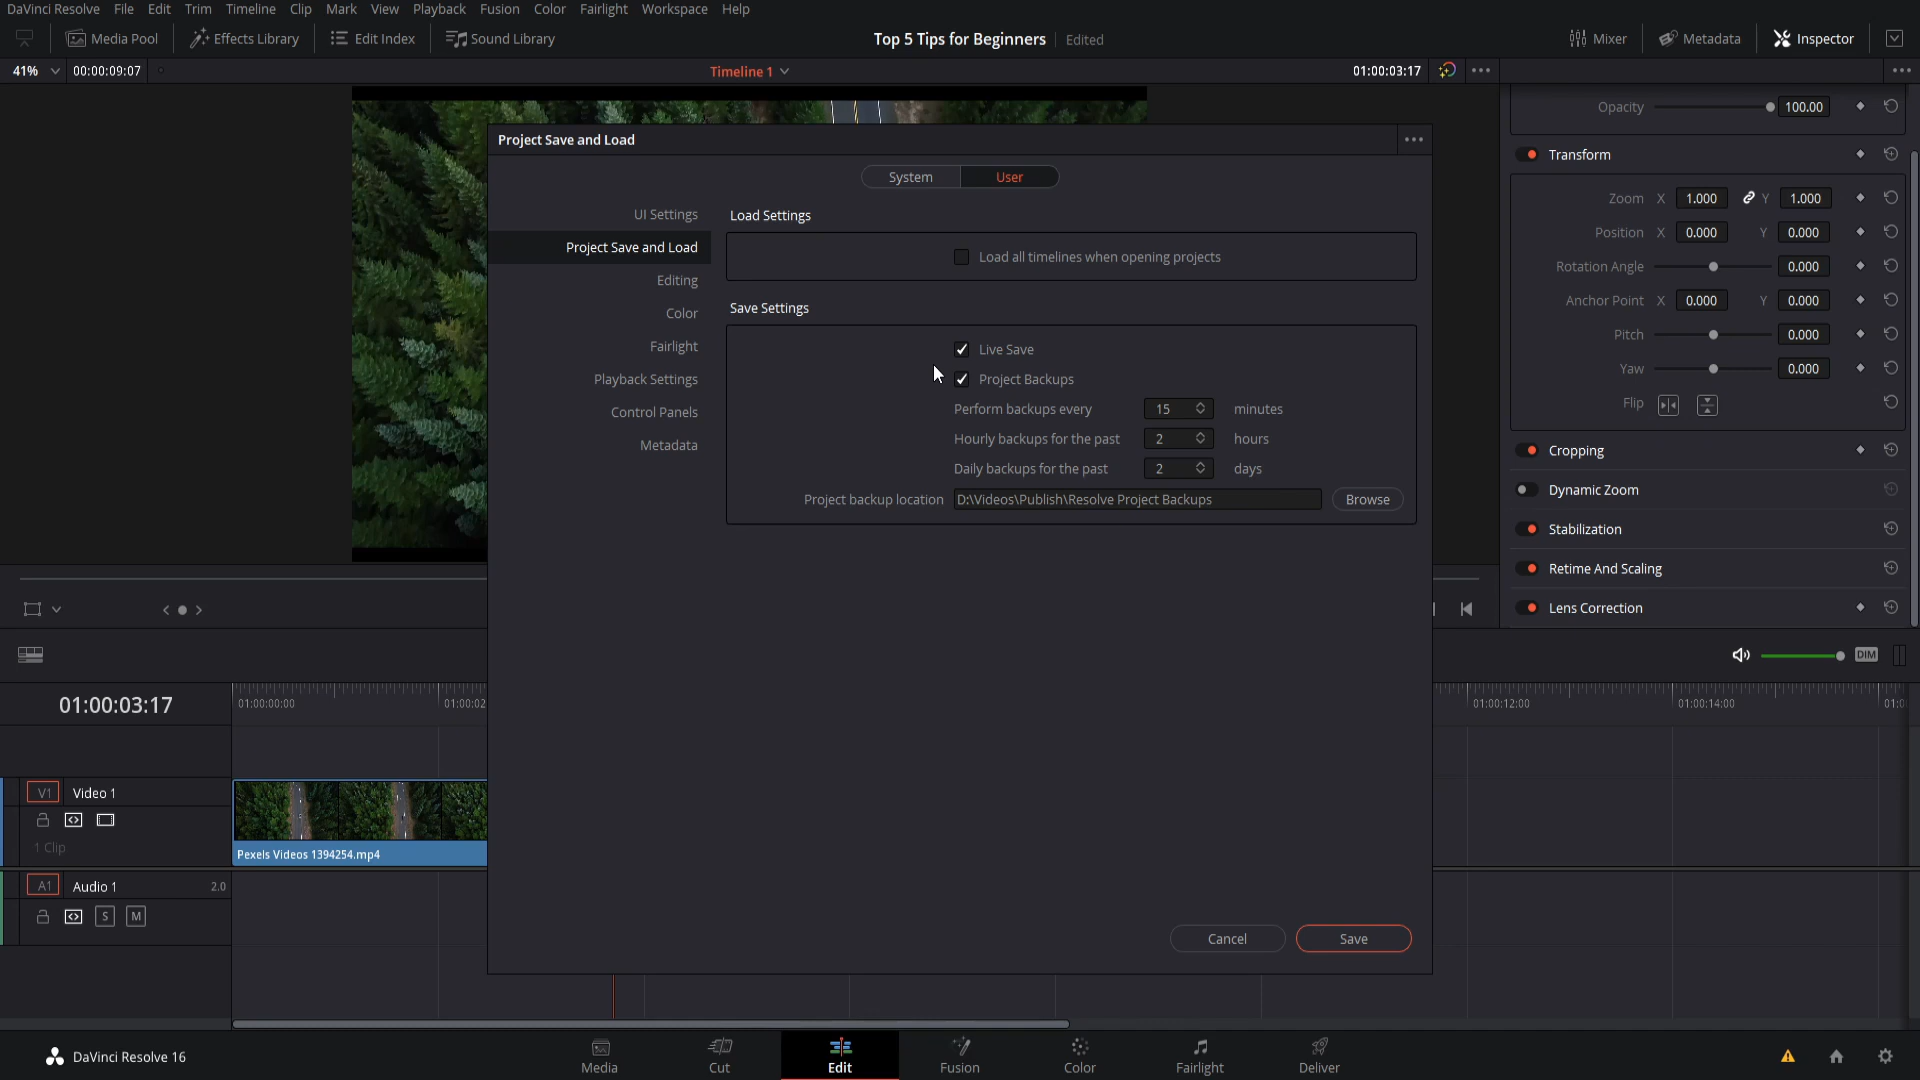 DaVinci Resolve File Edit Trim Timeline Clip Mark View Playback Fusion Color Fairlight Workspace Help
Media Pool Effects Library Edit Index Sound Library Top 5 Tips for Beginners Edited Mixer Metadata Inspector
41% 00:00:09:07 Timeline 1 01:00:03:17
Opacity 100.00
Project Save and Load
Transform
System User
Zoom X 1.000 Y 1.000
UI Settings Load Settings
Position X 0.000 Y 0.000
Project Save and Load
Load all timelines when opening projects
Rotation Angle 0.000
Editing
Anchor Point X 0.000 Y 0.000
Color Save Settings
Pitch 0.000
Fairlight Live Save
Yaw 0.000
Playback Settings Project Backups
Flip
Control Panels Perform backups every 15 minutes
Metadata Hourly backups for the past 2 hours
Cropping
Daily backups for the past 2 days
Dynamic Zoom
Project backup location D:\Videos\Publish\Resolve Project Backups Browse
Stabilization
Retime And Scaling
Lens Correction
DIM
01:00:03:17 01:00:00:00 01:00:02 01:00:12:00 01:00:14:00 01:0
V1 Video 1
1 Clip
Pexels Videos 1394254.mp4
A1 Audio 1 2.0
S M
Cancel Save
DaVinci Resolve 16 Media Cut Edit Fusion Color Fairlight Deliver